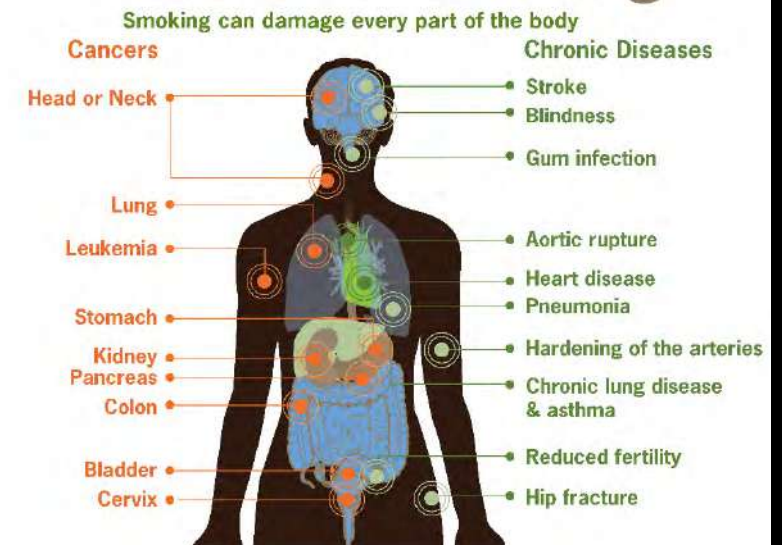 Smoking can damage every part of the body
Cancers
Head or Neck
Lung
Leukemia
Stomach
Kidney
Pancreas
Colon
Bladder
Cervix
Chronic Diseases
Stroke
Blindness
Gum infection
Aortic rupture
Heart disease
Pneumonia
Hardening of the arteries
Chronic lung disease
& asthma
Reduced fertility
Hip fracture